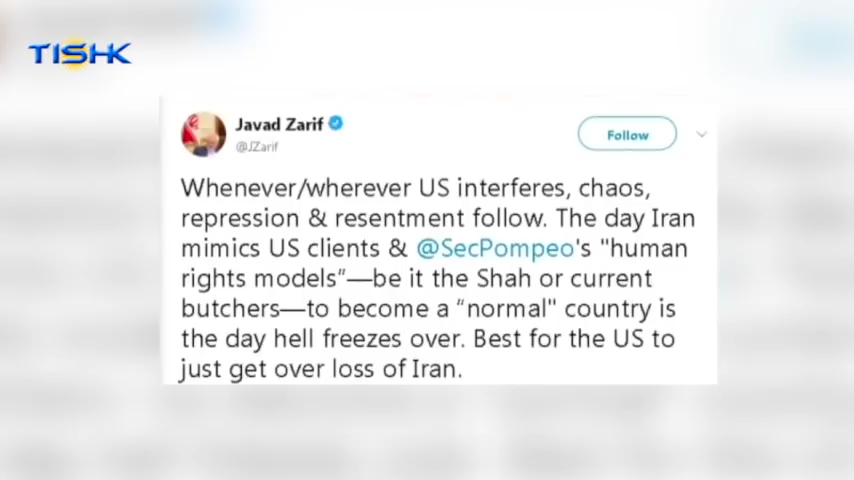 TISHK
Javad Zarif
Follow
@JZarif
Whenever/wherever US interferes, chaos,
repression & resentment follow. The day Iran
mimics US clients & @SecPompeo's "human
rights models"—be it the Shah or current
butchers—to become a “normal" country is
the day hell freezes over. Best for the US to
just get over loss of Iran.